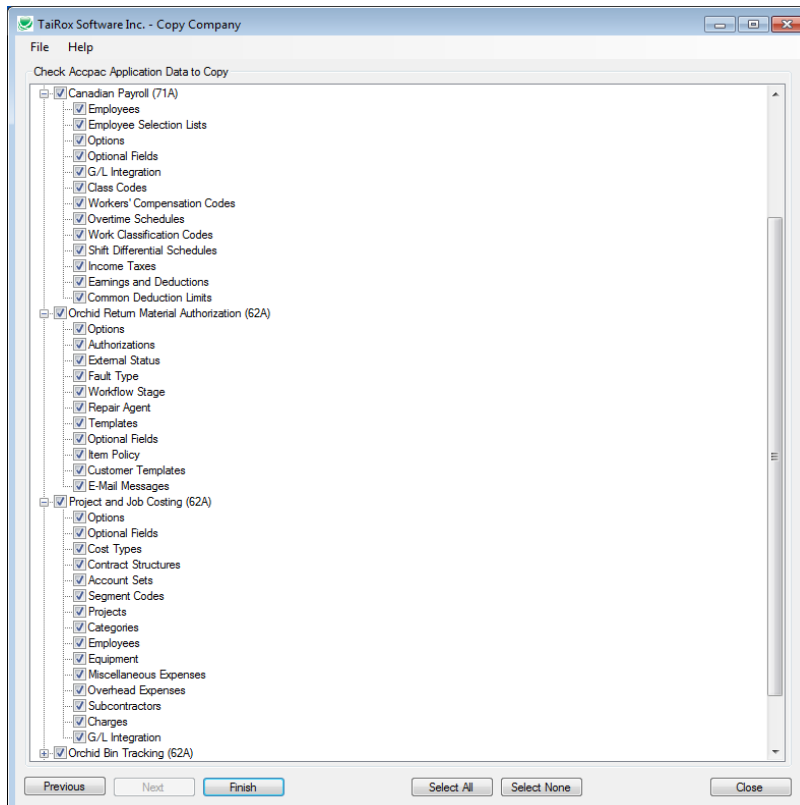 TaiRox Software Inc. - Copy Company
File Help
Check Accpac Application Data to Copy
Canadian Payroll (71A)
Employees
Employee Selection Lists
Options
Optional Fields
G/L Integration
Class Codes
Workers' Compensation Codes
Overtime Schedules
Work Classification Codes
Shift Differential Schedules
Income Taxes
Earnings and Deductions
Common Deduction Limits
Orchid Return Material Authorization (62A)
Options
Authorizations
External Status
Fault Type
Workflow Stage
Repair Agent
Templates
Optional Fields
Item Policy
Customer Templates
E-Mail Messages
Project and Job Costing (62A)
Options
Optional Fields
Cost Types
Contract Structures
Account Sets
Segment Codes
Projects
Categories
Employees
Equipment
Miscellaneous Expenses
Overhead Expenses
Subcontractors
Charges
G/L Integration
Orchid Bin Tracking (62A)
Previous Next Finish Select All Select None Close